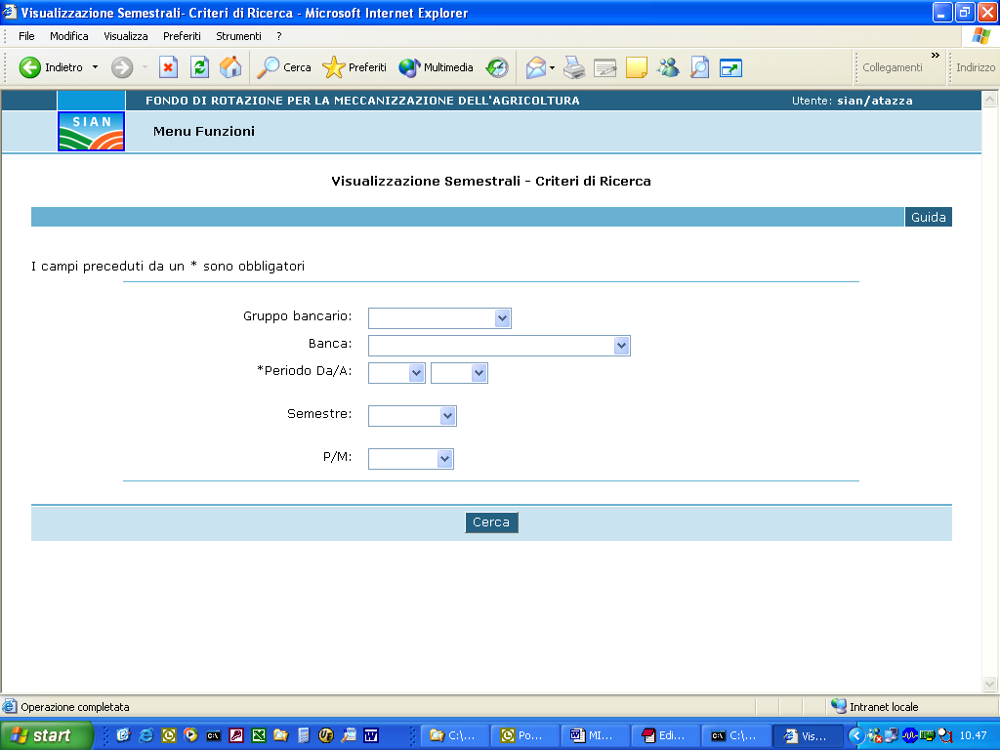 Visualizzazione Semestrali- Criteri di Ricerca - Microsoft Internet Explorer
File Modifica Visualizza Preferiti Strumenti ?
Indietro Cerca Preferiti Multimedia Collegamenti » Indirizzo
FONDO DI ROTAZIONE PER LA MECCANIZZAZIONE DELL'AGRICOLTURA Utente: sian/atazza
SIAN Menu Funzioni
Visualizzazione Semestrali - Criteri di Ricerca
Guida
I campi preceduti da un * sono obbligatori
Gruppo bancario:
Banca:
*Periodo Da/A:
Semestre:
P/M:
Cerca
Operazione completata Intranet locale
start C:\... Po... MI... Edi... C:\... Vis... 10.47